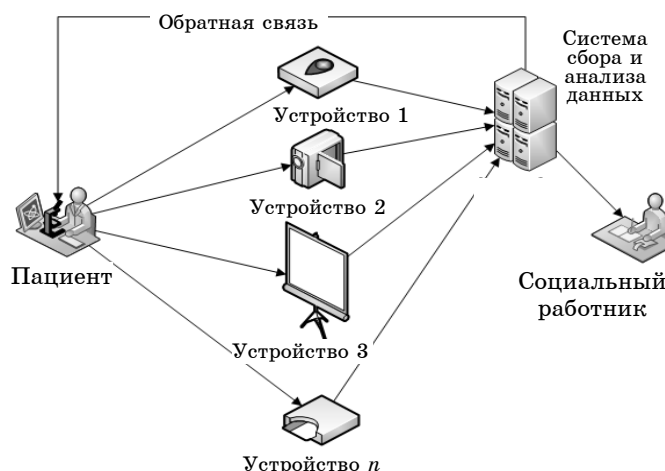 Обратная связь
Система
сбора и
анализа
данных
Устройство 1
Устройство 2
Пациент
Социальный
работник
Устройство 3
Устройство n